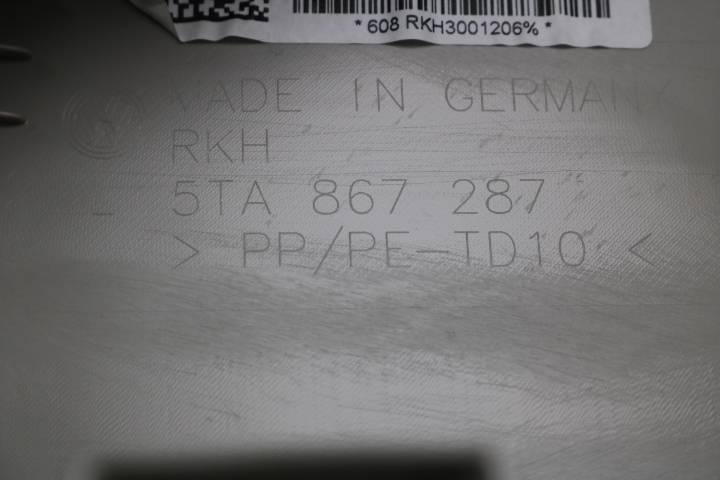 * 608 RKH3001206% *
MADE IN GERMANY
RKH
5TA 867 287
> PP/PE-TD10 <